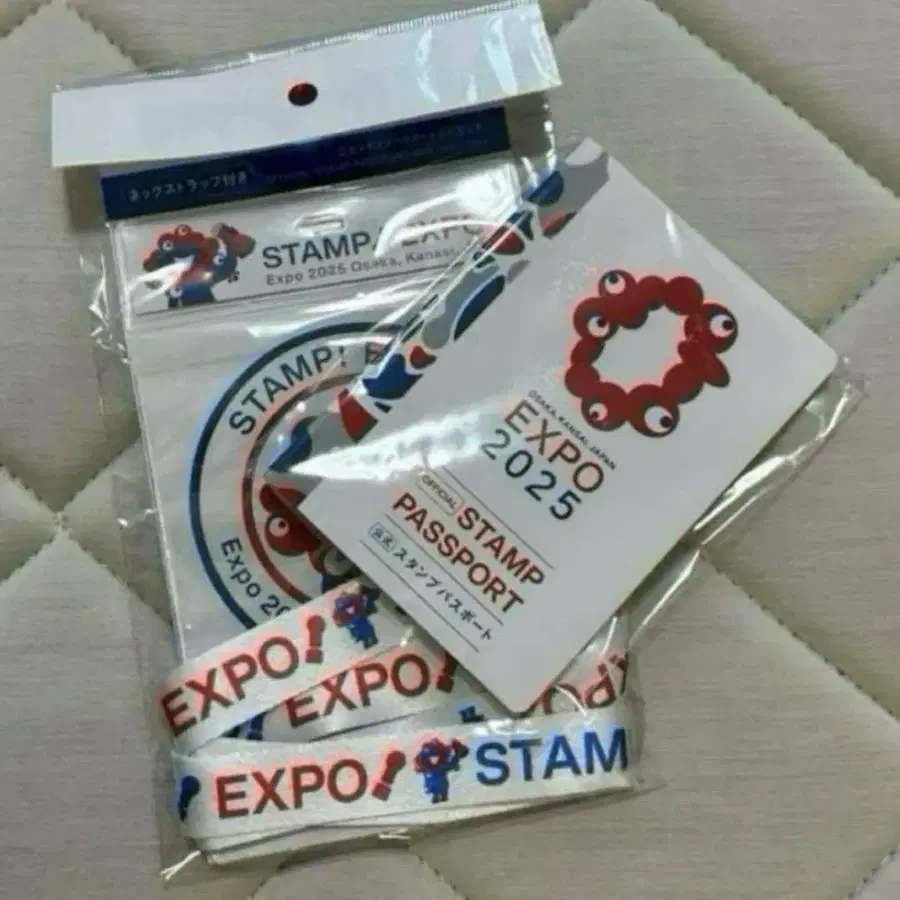 ネックストラップ付き
STAMP! EXPO
Expo 2025 Osaka, Kansai
STAMP! E
Expo 20
OSAKA, KANSAI, JAPAN
EXPO
2025
OFFICIAL STAMP
PASSPORT
公式 スタンプパスポート
EXPO!
EXPO!
EXPO! STAM